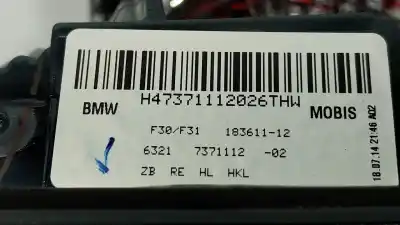 H47371112026THW
BMW
MOBIS
F30/F31 183611-12
6321 7371112 -02
ZB RE HL HKL
18.07.14 21:46 A02